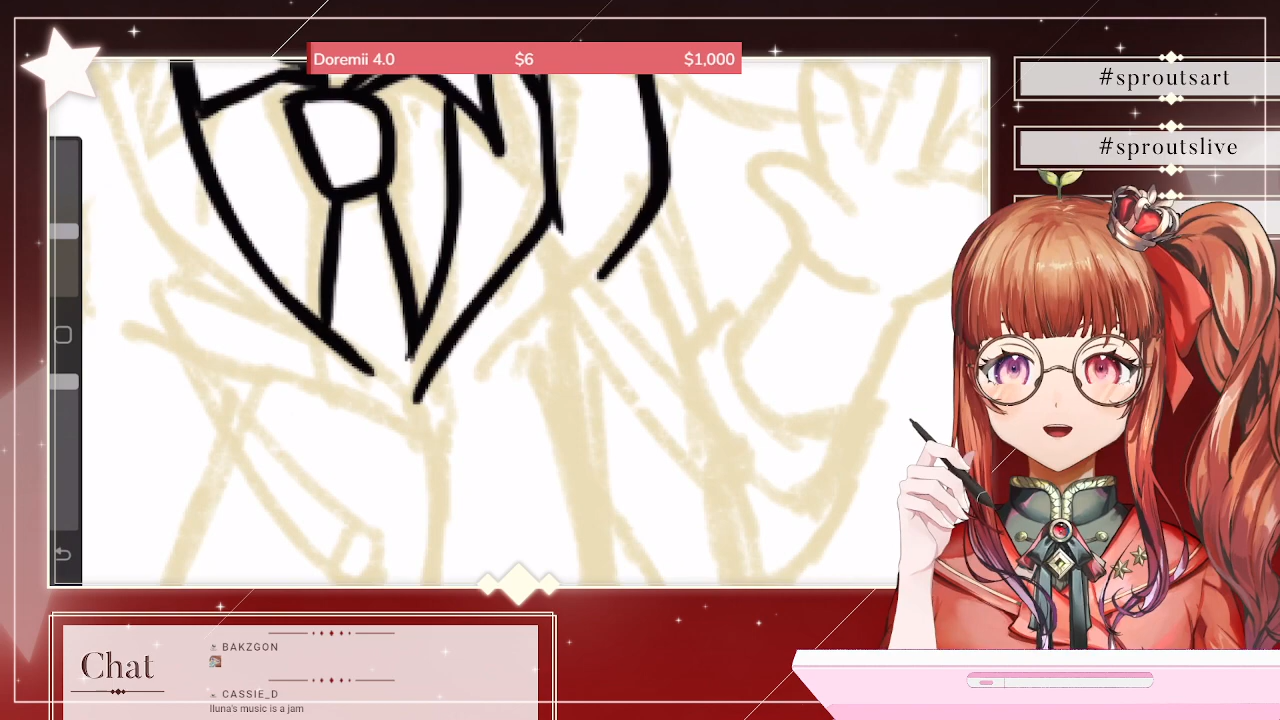 Doremii 4.0 $6 $1,000
#sproutsart
#sproutslive
Chat
BAKZGON
CASSIE_D
Iluna's music is a jam